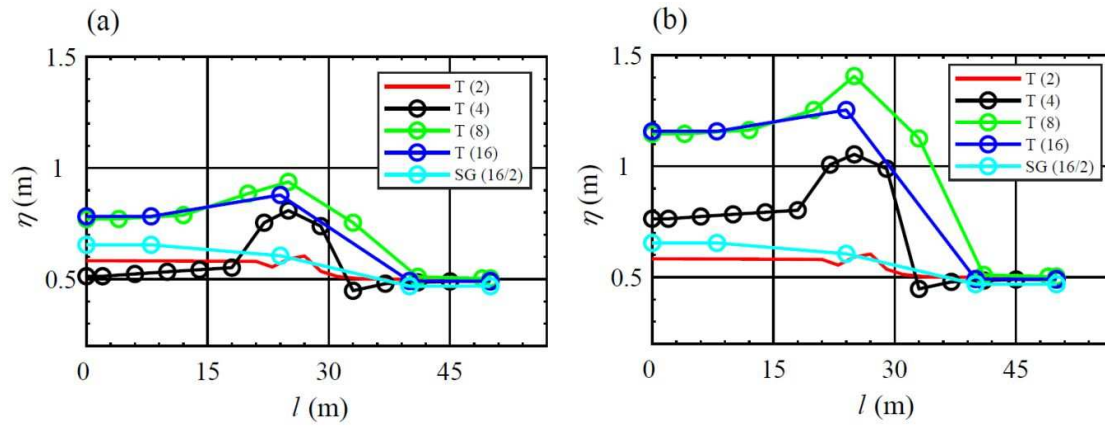 (a)
1.5
1
0.5
η (m)
0
15
30
45
l (m)
T (2)
T (4)
T (8)
T (16)
SG (16/2)
(b)
1.5
1
0.5
η (m)
0
15
30
45
l (m)
T (2)
T (4)
T (8)
T (16)
SG (16/2)